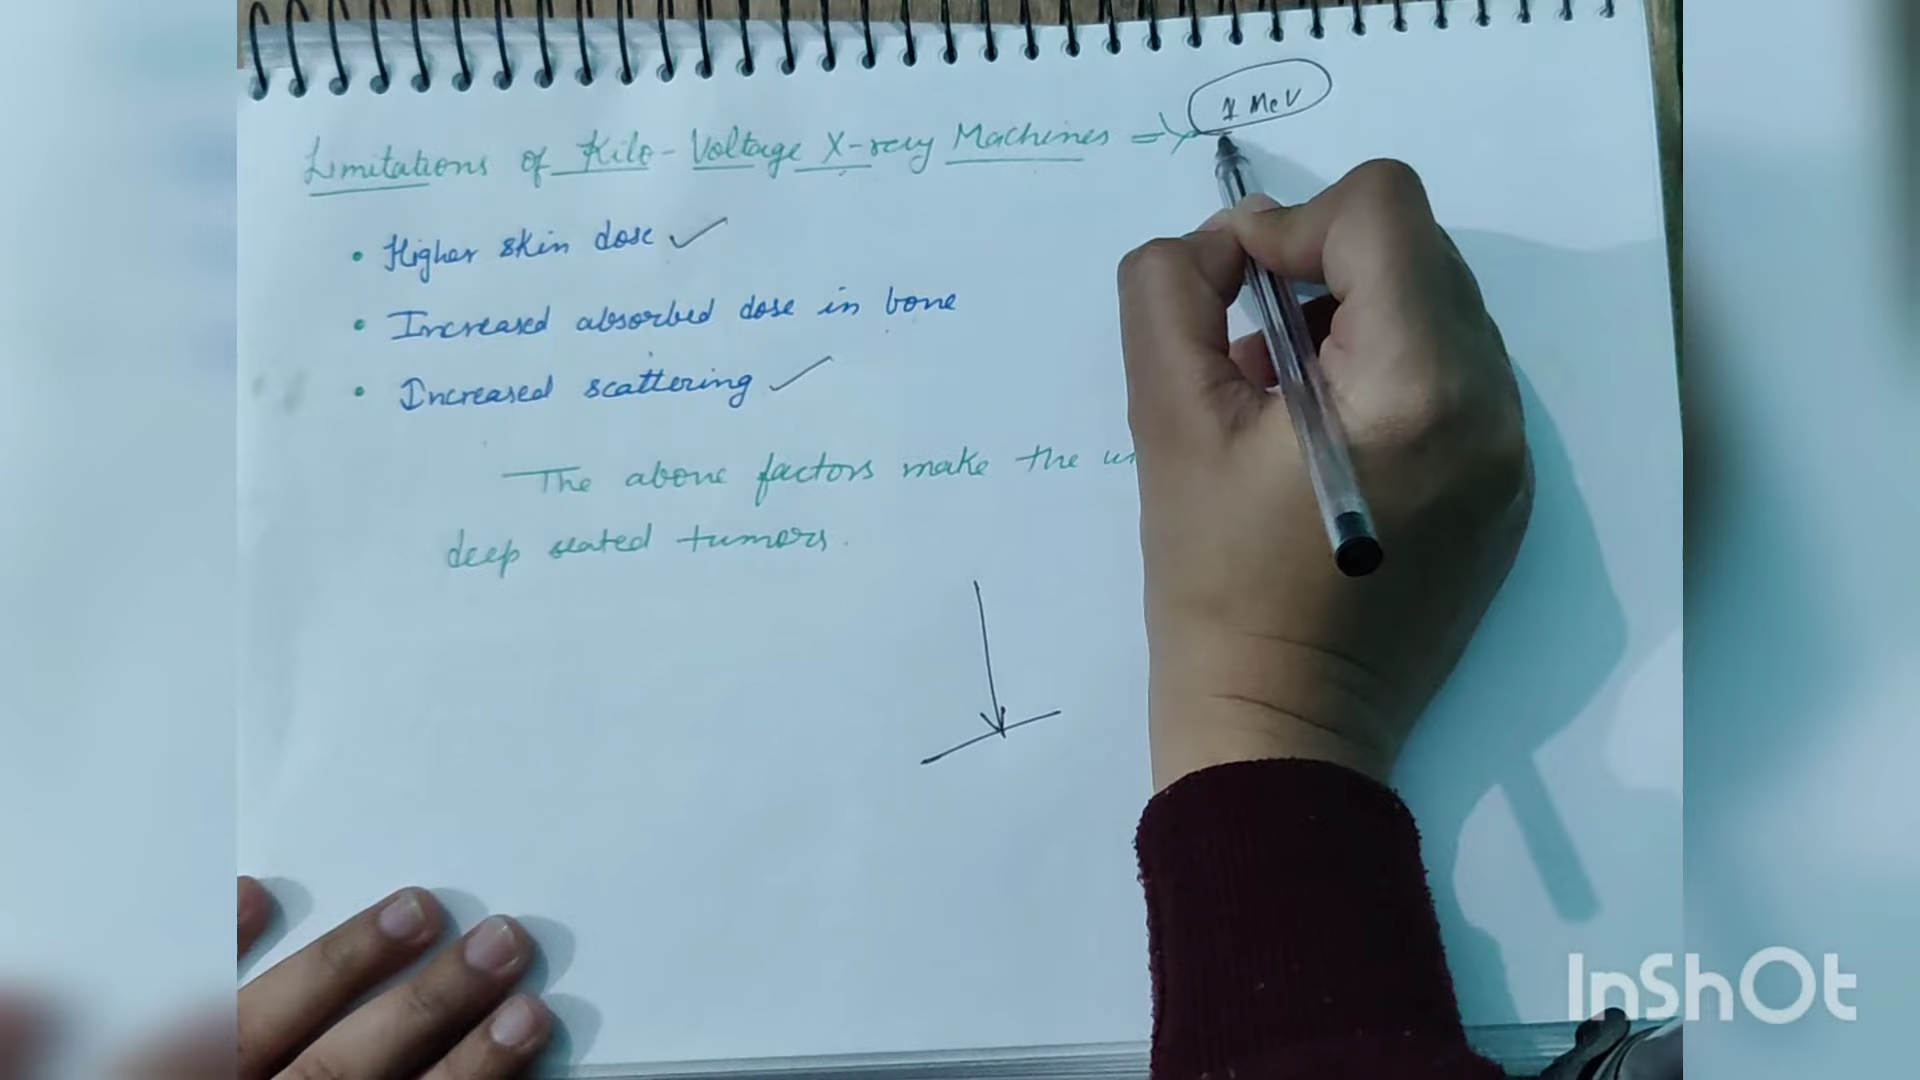 1 MeV
Limitations of Kilo-Voltage X-ray Machines =>
• Higher skin dose ✓
• Increased absorbed dose in bone
• Increased scattering ✓
The above factors make the
deep seated tumors.
InShOt